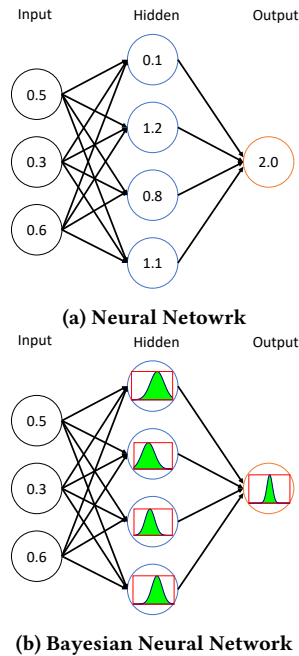 Input Hidden Output
0.1
0.5
1.2
0.3
2.0
0.8
0.6
1.1
(a) Neural Netowrk
Input Hidden Output
0.5
0.3
0.6
(b) Bayesian Neural Network